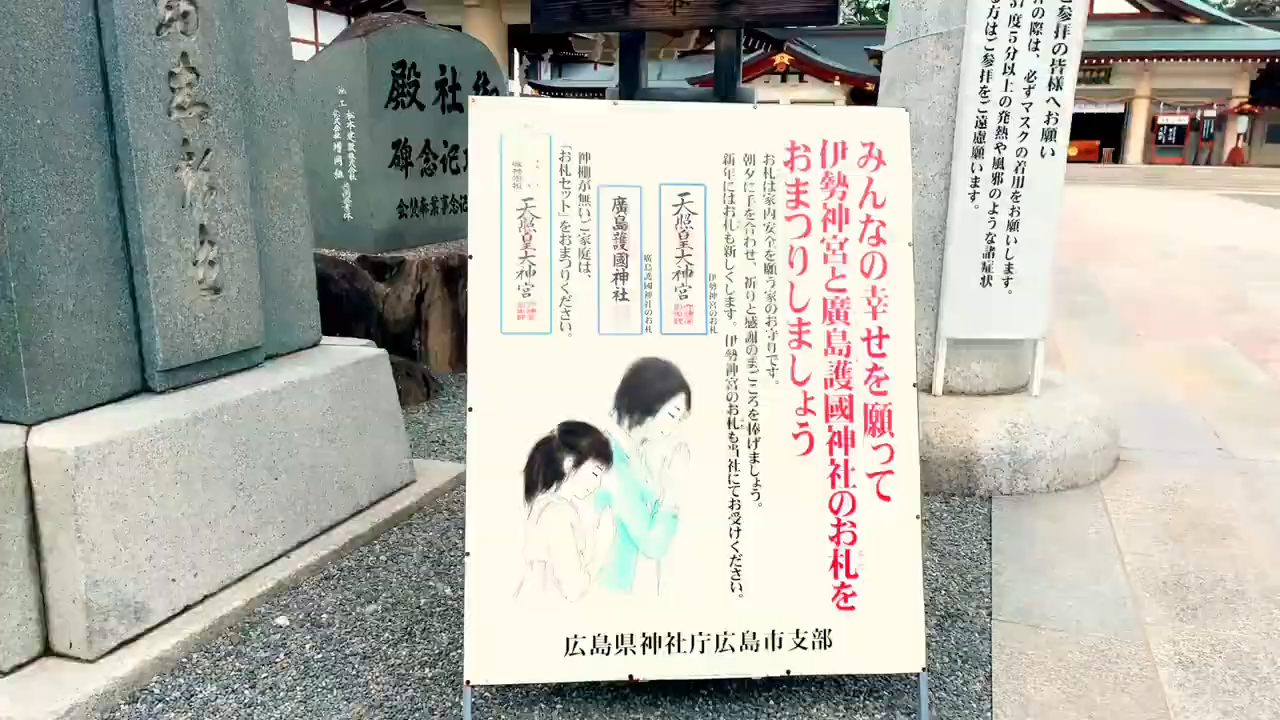 みんなの幸せを願って
伊勢神宮と廣島護國神社のお札を
おまつりしましょう
お札は家内安全を願う家のお守りです。
朝夕に手を合わせ、祈りと感謝のまごころを捧げましょう。
新年にはお札も新しくします。伊勢神宮のお札も当社にてお受けください。
伊勢神宮のお札
天照皇大神宮
廣島護國神社のお札
廣島護國神社
神棚が無いご家庭は、
「お札セット」をおまつりください。
天照皇大神宮
広島県神社庁広島市支部
ご参拝の皆様へお願い
の際は、必ずマスクの着用をお願いします。
37度5分以上の発熱や風邪のような諸症状
る方はご参拝をご遠慮願います。
社殿
記念碑
記念事業奉賛会